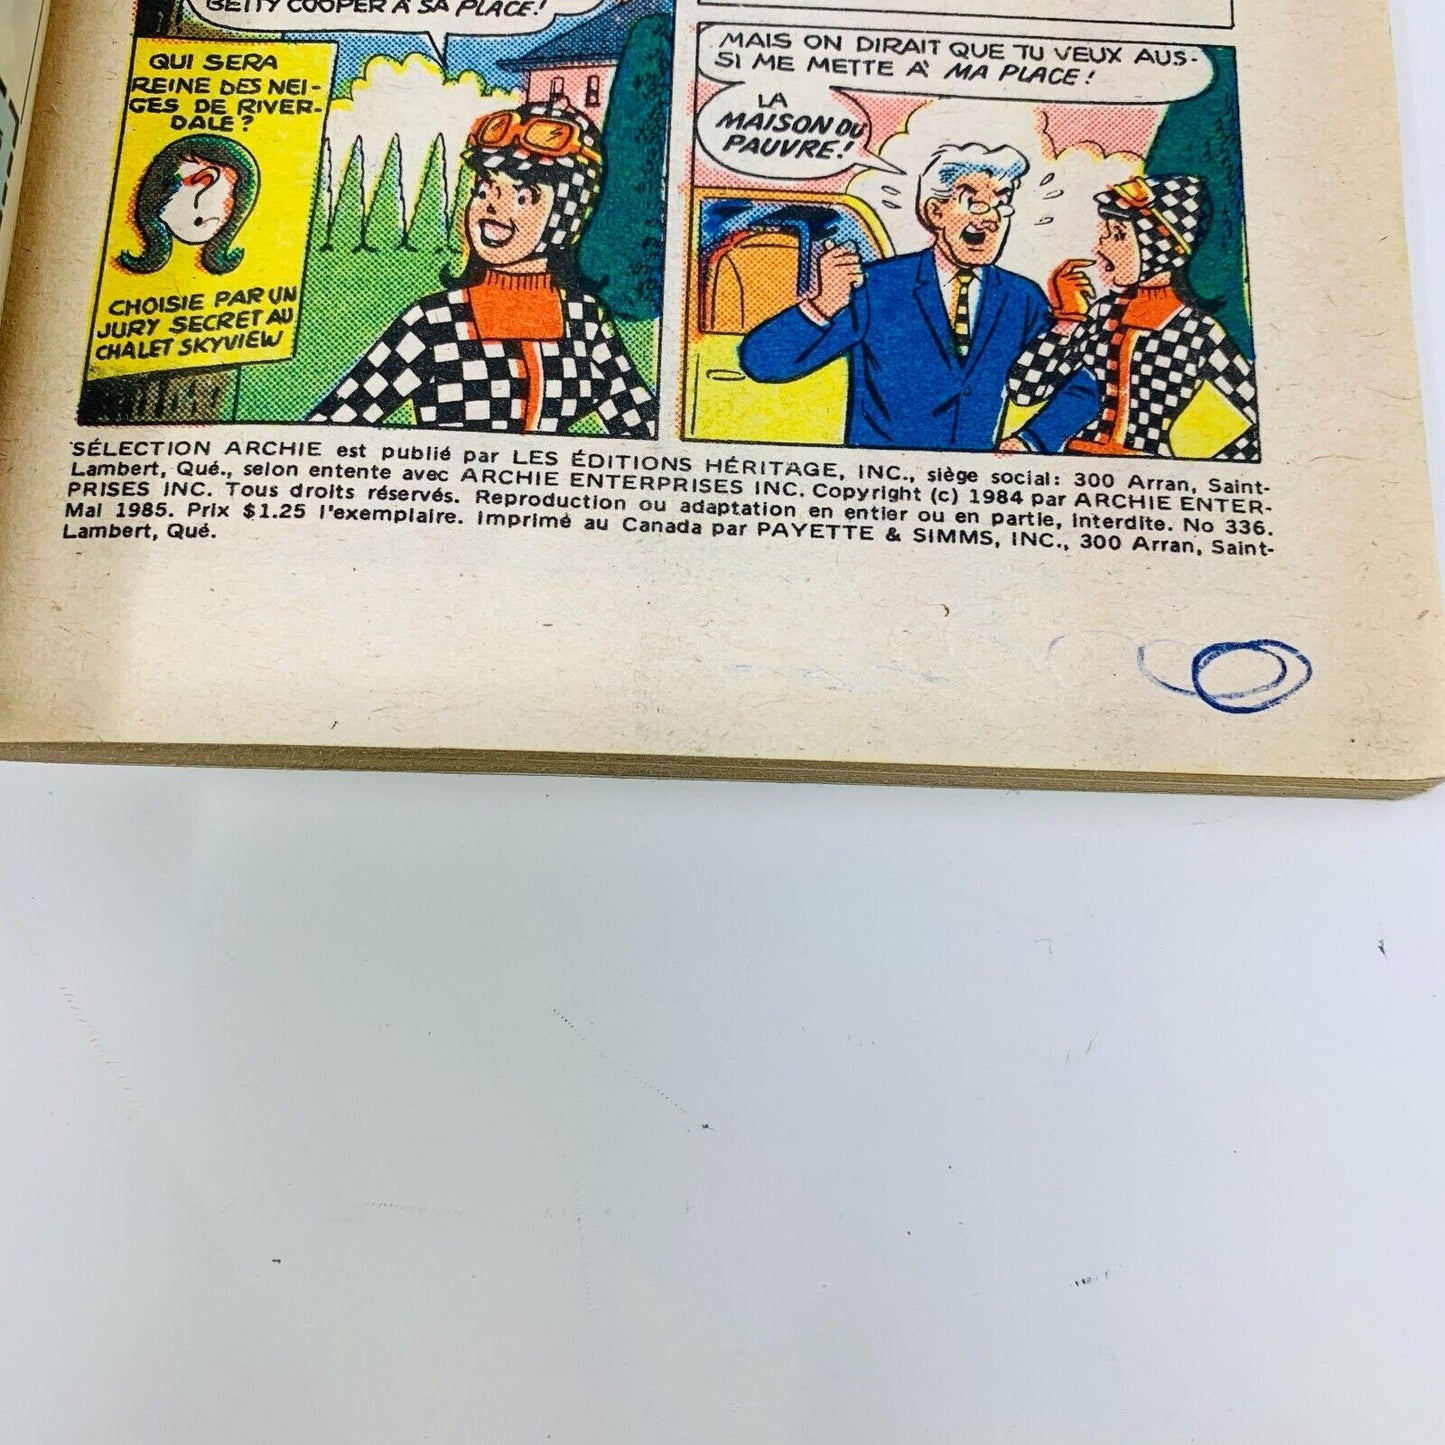 BETTY COOPER À SA PLACE!
QUI SERA
REINE DES NEI-
GES DE RIVER-
DALE?
CHOISIE PAR UN
JURY SECRET AU
CHALET SKYVIEW
MAIS ON DIRAIT QUE TU VEUX AUS-
SI ME METTE À MA PLACE!
LA
MAISON DU
PAUVRE!
SÉLECTION ARCHIE est publié par LES ÉDITIONS HÉRITAGE, INC., siège social: 300 Arran, Saint-
Lambert, Qué., selon entente avec ARCHIE ENTERPRISES INC. Copyright (c) 1984 par ARCHIE ENTER-
PRISES INC. Tous droits réservés. Reproduction ou adaptation en entier ou en partie, interdite. No 336.
Mai 1985. Prix $1.25 l'exemplaire. Imprimé au Canada par PAYETTE & SIMMS, INC., 300 Arran, Saint-
Lambert, Qué.